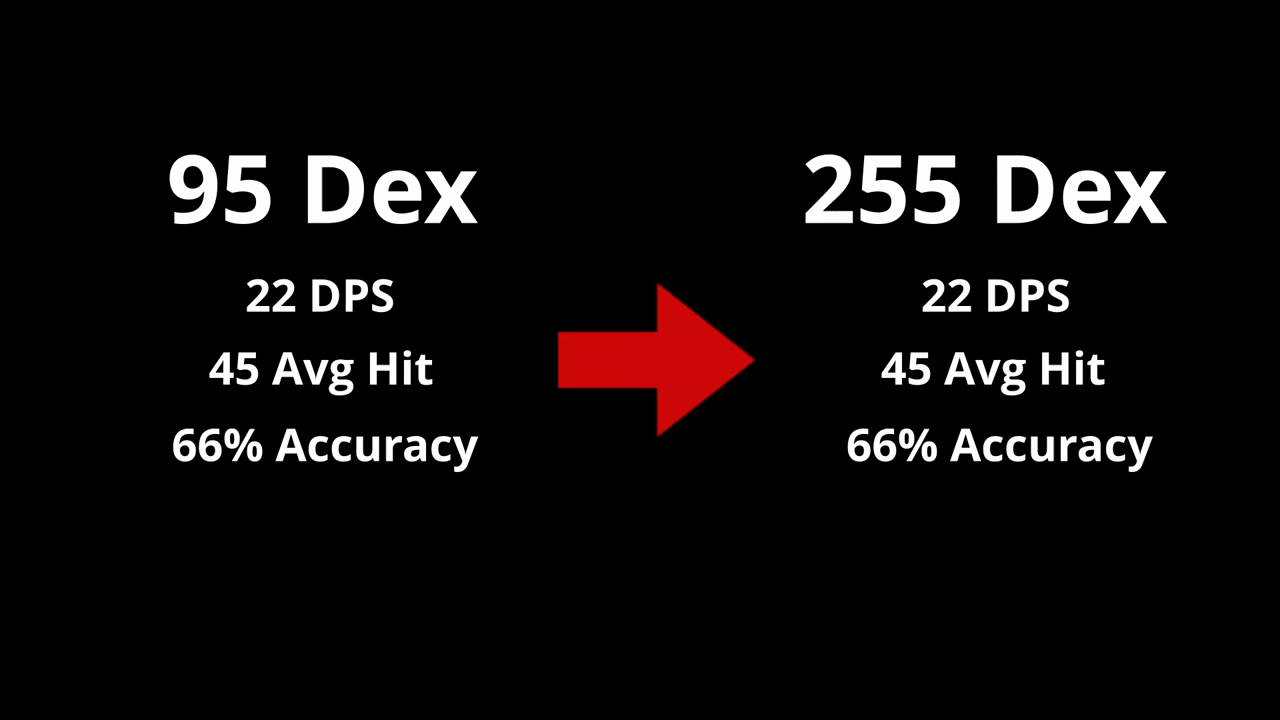 95 Dex
22 DPS
45 Avg Hit
66% Accuracy
255 Dex
22 DPS
45 Avg Hit
66% Accuracy